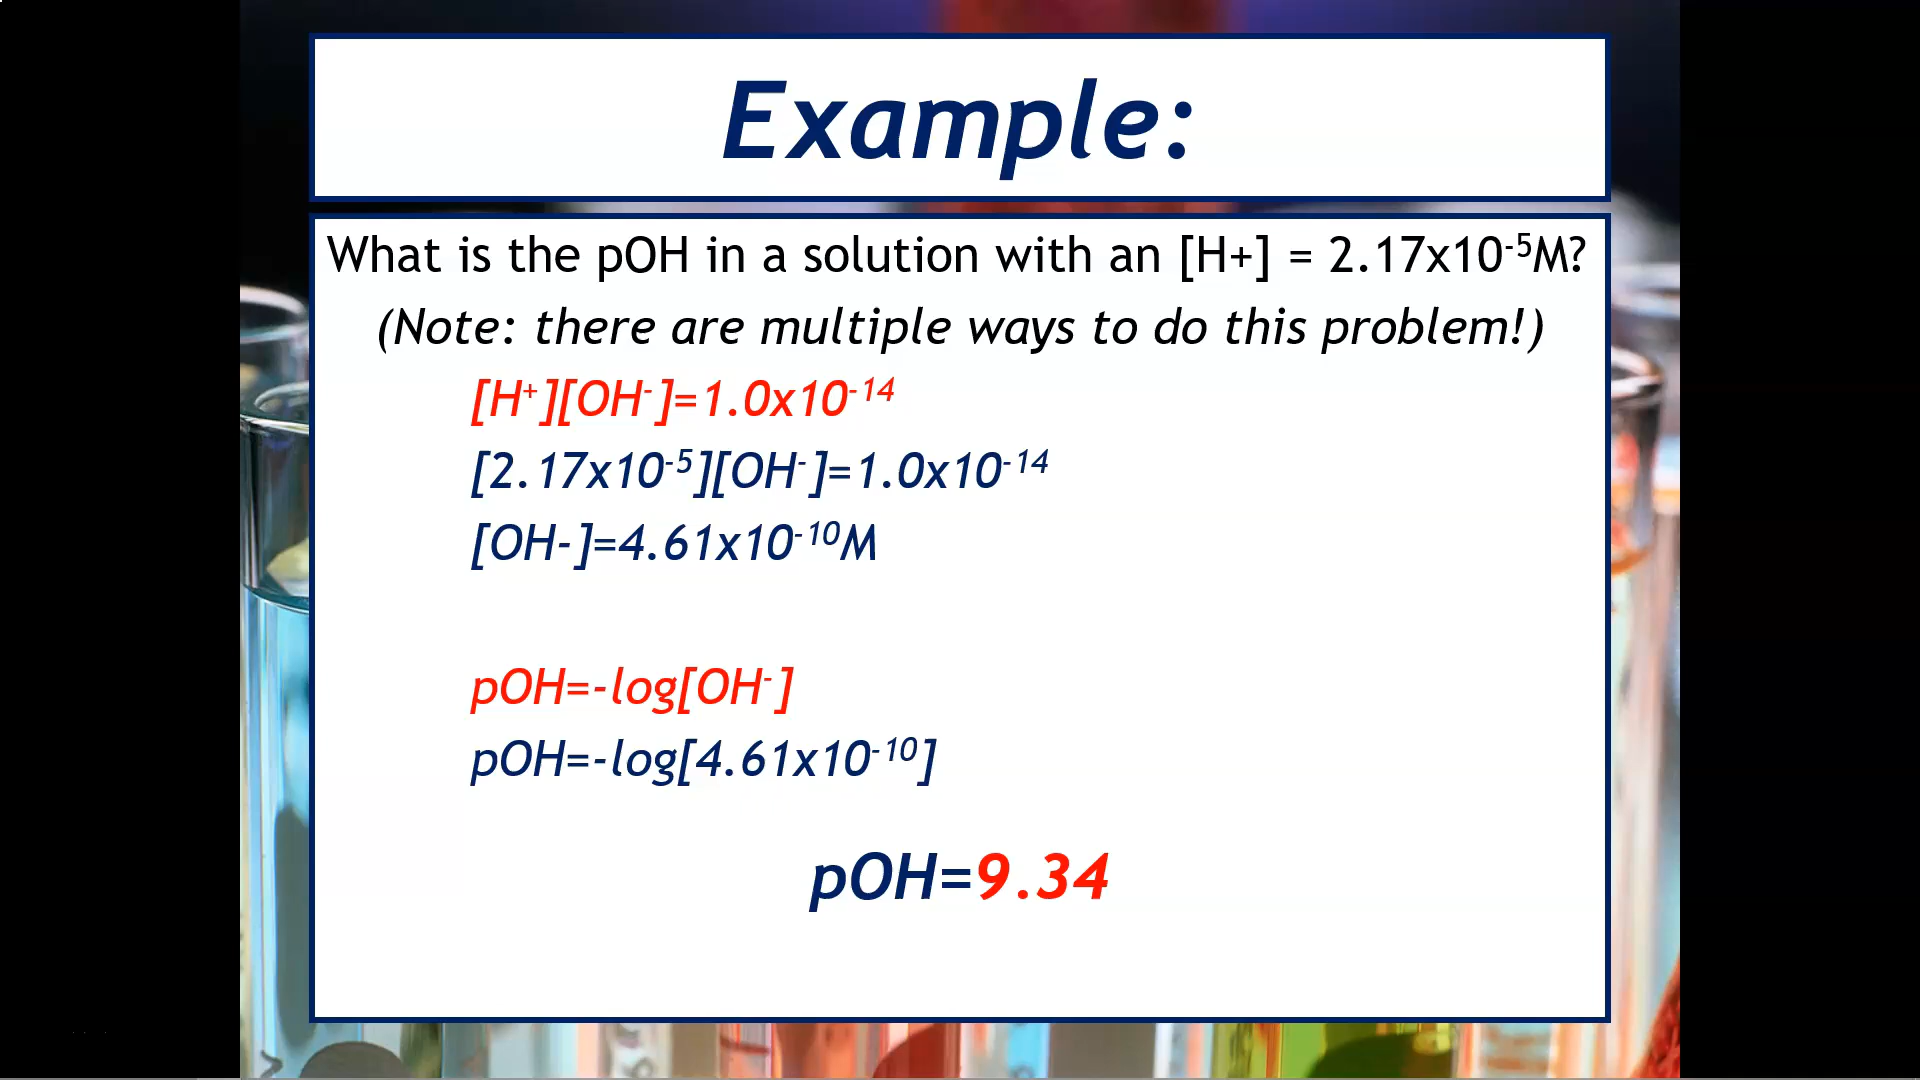 Example:
What is the pOH in a solution with an [H+] = 2.17x10⁻⁵M?
(Note: there are multiple ways to do this problem!)
[H⁺][OH⁻]=1.0x10⁻¹⁴
[2.17x10⁻⁵][OH⁻]=1.0x10⁻¹⁴
[OH-]=4.61x10⁻¹⁰M
pOH=-log[OH⁻]
pOH=-log[4.61x10⁻¹⁰]
pOH=9.34